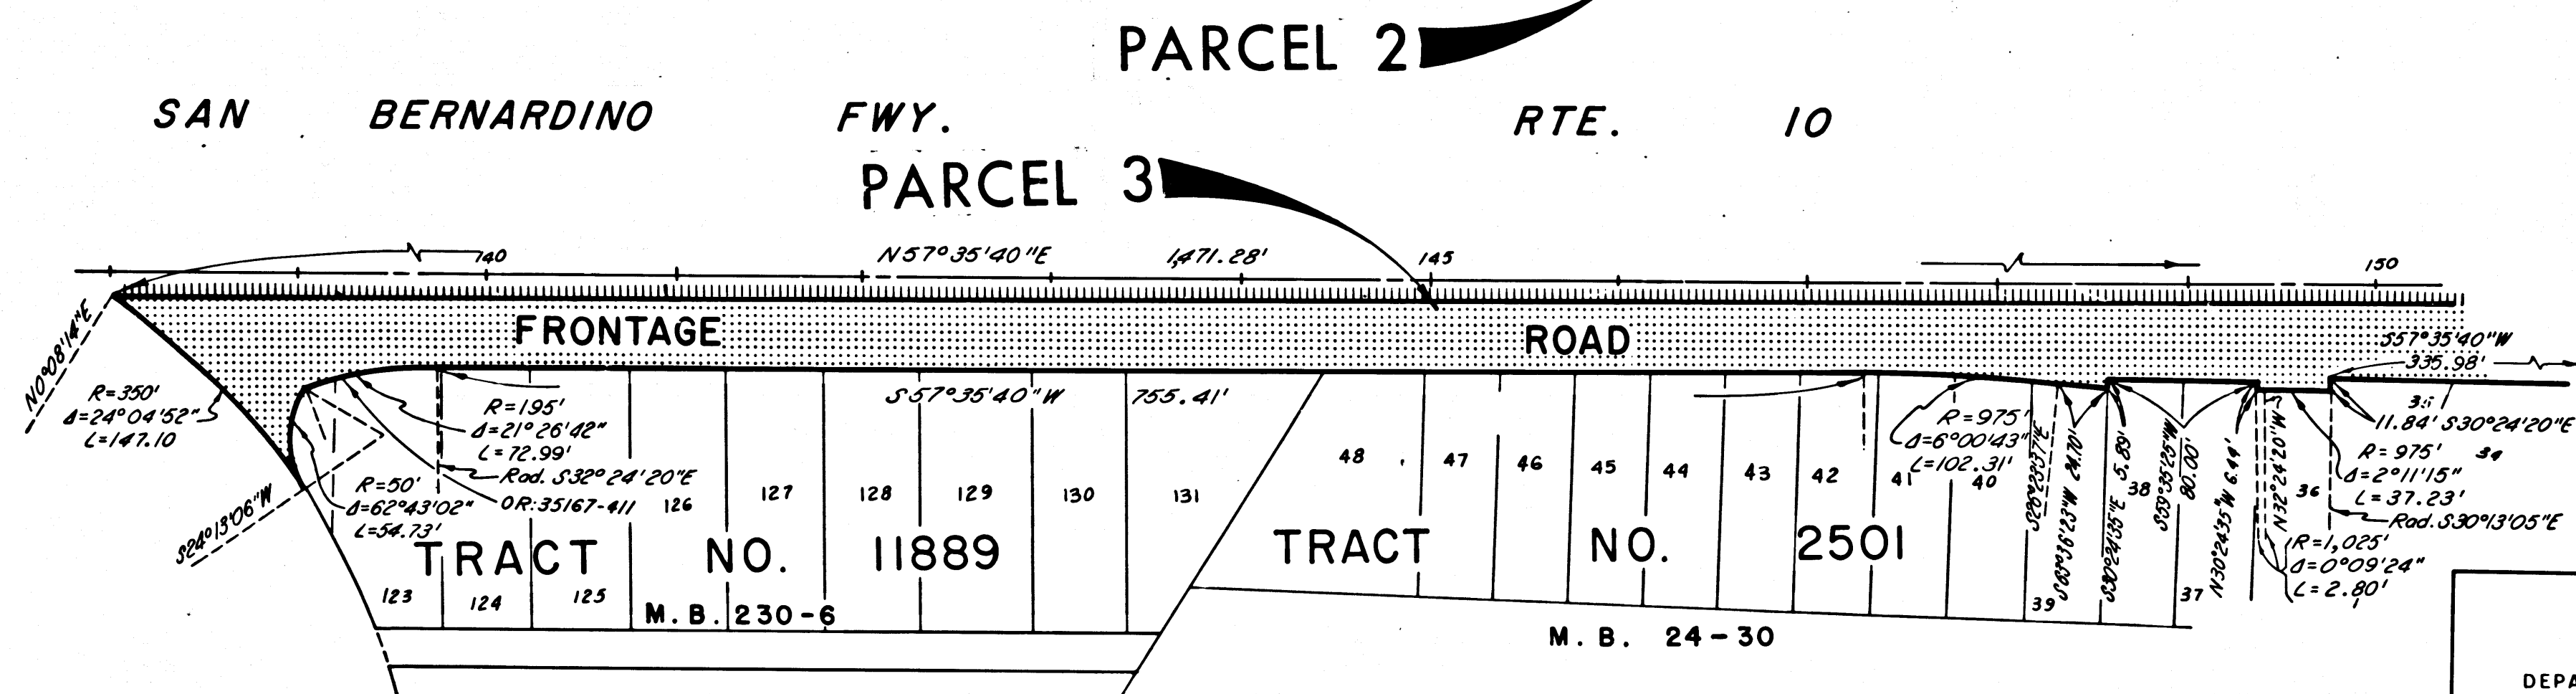 PARCEL 2
SAN BERNARDINO FWY. RTE. 10
PARCEL 3
740 N57°35'40"E 1,471.28' 145 150
FRONTAGE ROAD
N0°08'14"E
R=350'
Δ=24°04'52"
L=147.10
S24°13'06"W
R=50'
Δ=62°43'02"
L=54.73'
R=195'
Δ=21°26'42"
L=72.99'
Rad. S32°24'20"E
OR:35167-411
S57°35'40"W 755.41'
123 124 125 126 127 128 129 130 131
TRACT NO. 11889
M.B. 230-6
48 47 46 45 44 43 42 41 40 39 38 37 36 34
TRACT NO. 2501
M.B. 24-30
R=975'
Δ=6°00'43"
L=102.31'
S26°23'37"E
S63°36'23"W 24.70'
S30°24'35"E 5.89'
S59°35'25"W
80.00'
N30°24'35"W 6.44'
N32°24'20"W
S57°35'40"W
335.98'
11.84' S30°24'20"E
R=975'
Δ=2°11'15"
L=37.23'
Rad. S30°13'05"E
R=1,025'
Δ=0°09'24"
L=2.80'
DEPA